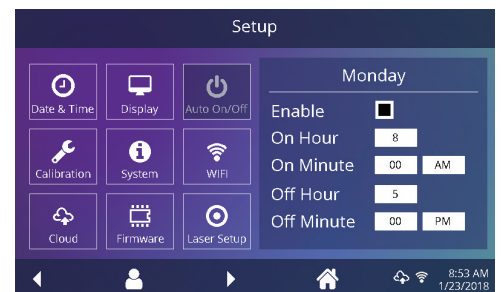 Setup
Date & Time Display Auto On/Off
Calibration System WIFI
Cloud Firmware Laser Setup
Monday
Enable
On Hour 8
On Minute 00 AM
Off Hour 5
Off Minute 00 PM
8:53 AM
1/23/2018